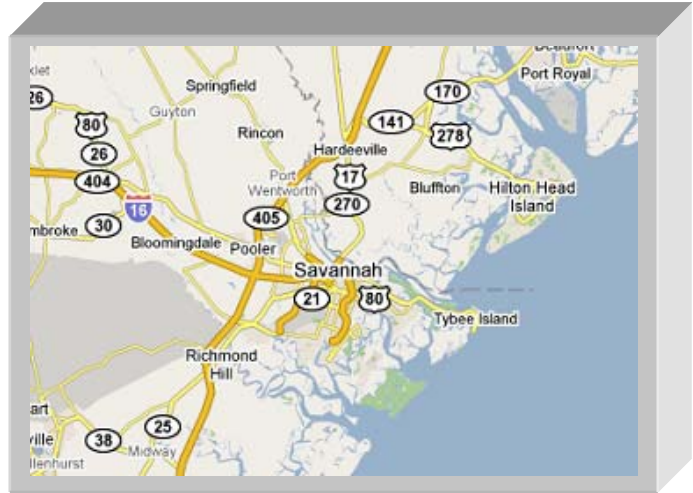 Port Royal
Springfield
170
26
Guyton
80
141
278
Rincon
Hardeeville
26
17
Port
Wentworth
404
Bluffton
Hilton Head
Island
16
270
405
30
Bloomingdale
Pooler
Savannah
21
80
Tybee Island
Richmond
Hill
25
38
Midway